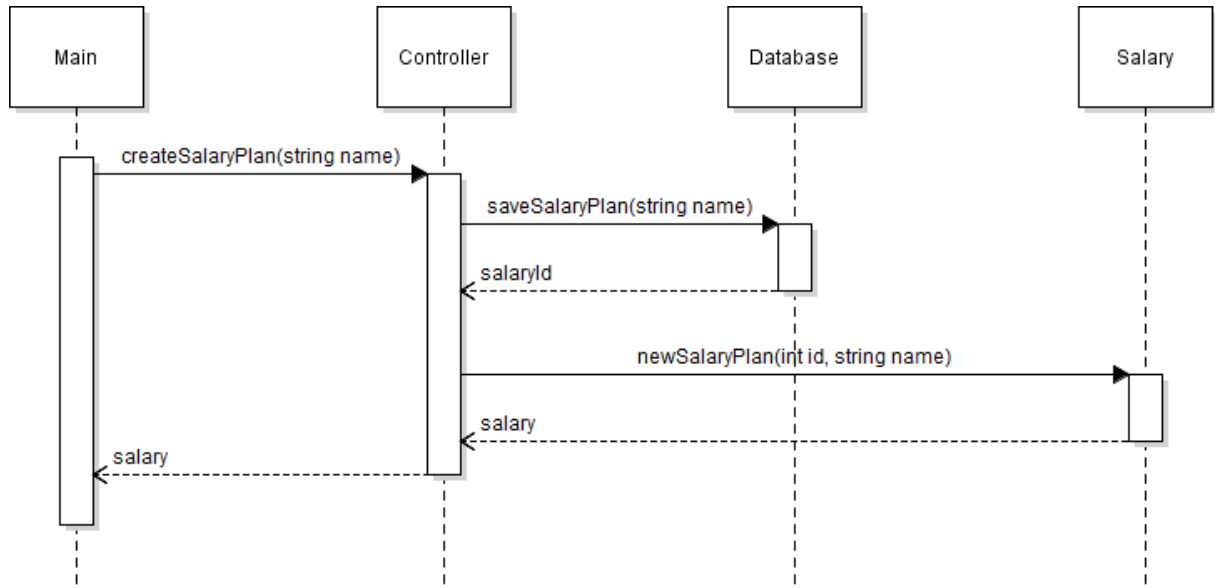 Main
Controller
Database
Salary
createSalaryPlan(string name)
saveSalaryPlan(string name)
salaryId
newSalaryPlan(int id, string name)
salary
salary